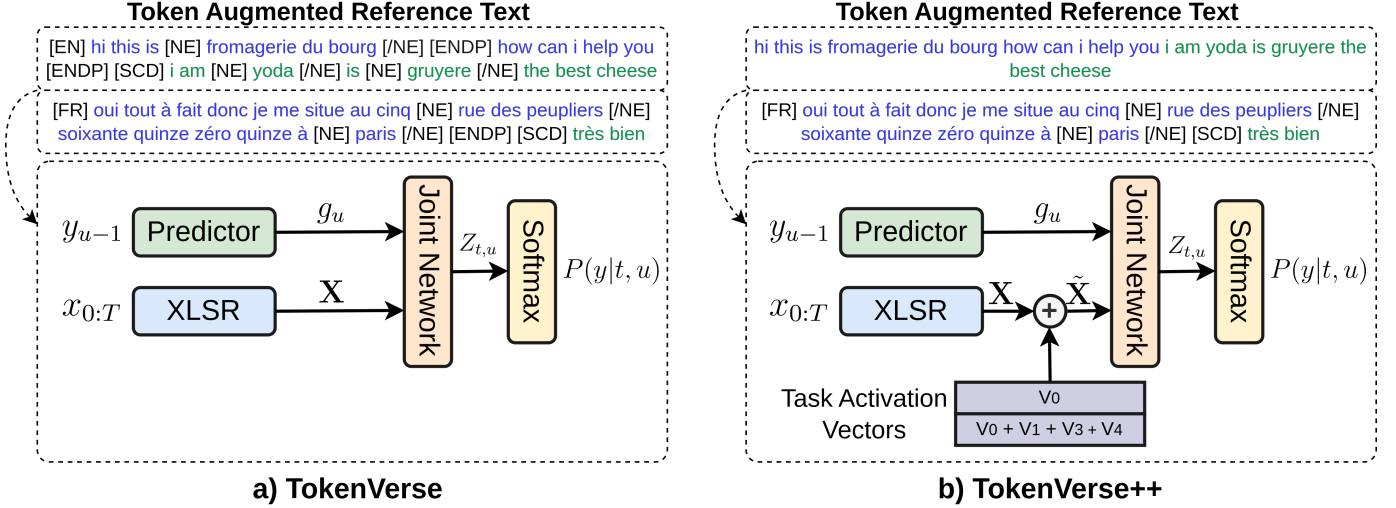 Token Augmented Reference Text
[EN] hi this is [NE] fromagerie du bourg [/NE] [ENDP] how can i help you
[ENDP] [SCD] i am [NE] yoda [/NE] is [NE] gruyere [/NE] the best cheese
[FR] oui tout à fait donc je me situe au cinq [NE] rue des peupliers [/NE]
soixante quinze zéro quinze à [NE] paris [/NE] [ENDP] [SCD] très bien
y_{u−1}
Predictor
g_u
Joint Network
Z_{t,u}
Softmax
P(y|t, u)
x_{0:T}
XLSR
X
a) TokenVerse
Token Augmented Reference Text
hi this is fromagerie du bourg how can i help you i am yoda is gruyere the
best cheese
[FR] oui tout à fait donc je me situe au cinq [NE] rue des peupliers [/NE]
soixante quinze zéro quinze à [NE] paris [/NE] [SCD] très bien
y_{u−1}
Predictor
g_u
Joint Network
Z_{t,u}
Softmax
P(y|t, u)
x_{0:T}
XLSR
X
+
X̃
Task Activation
Vectors
V0
V0 + V1 + V3 + V4
b) TokenVerse++